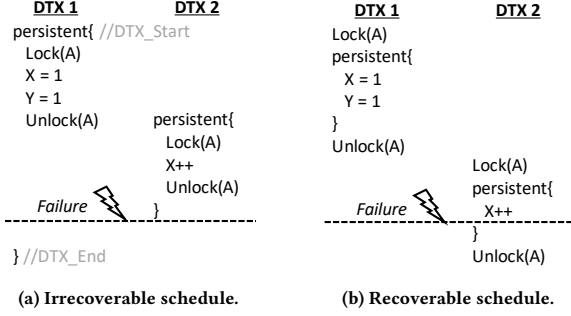 DTX 1
DTX 2
persistent{ //DTX_Start
Lock(A)
X = 1
Y = 1
Unlock(A)
persistent{
Lock(A)
X++
Unlock(A)
}
Failure
} //DTX_End
(a) Irrecoverable schedule.
DTX 1
DTX 2
Lock(A)
persistent{
X = 1
Y = 1
}
Unlock(A)
Lock(A)
persistent{
X++
Failure
}
Unlock(A)
(b) Recoverable schedule.